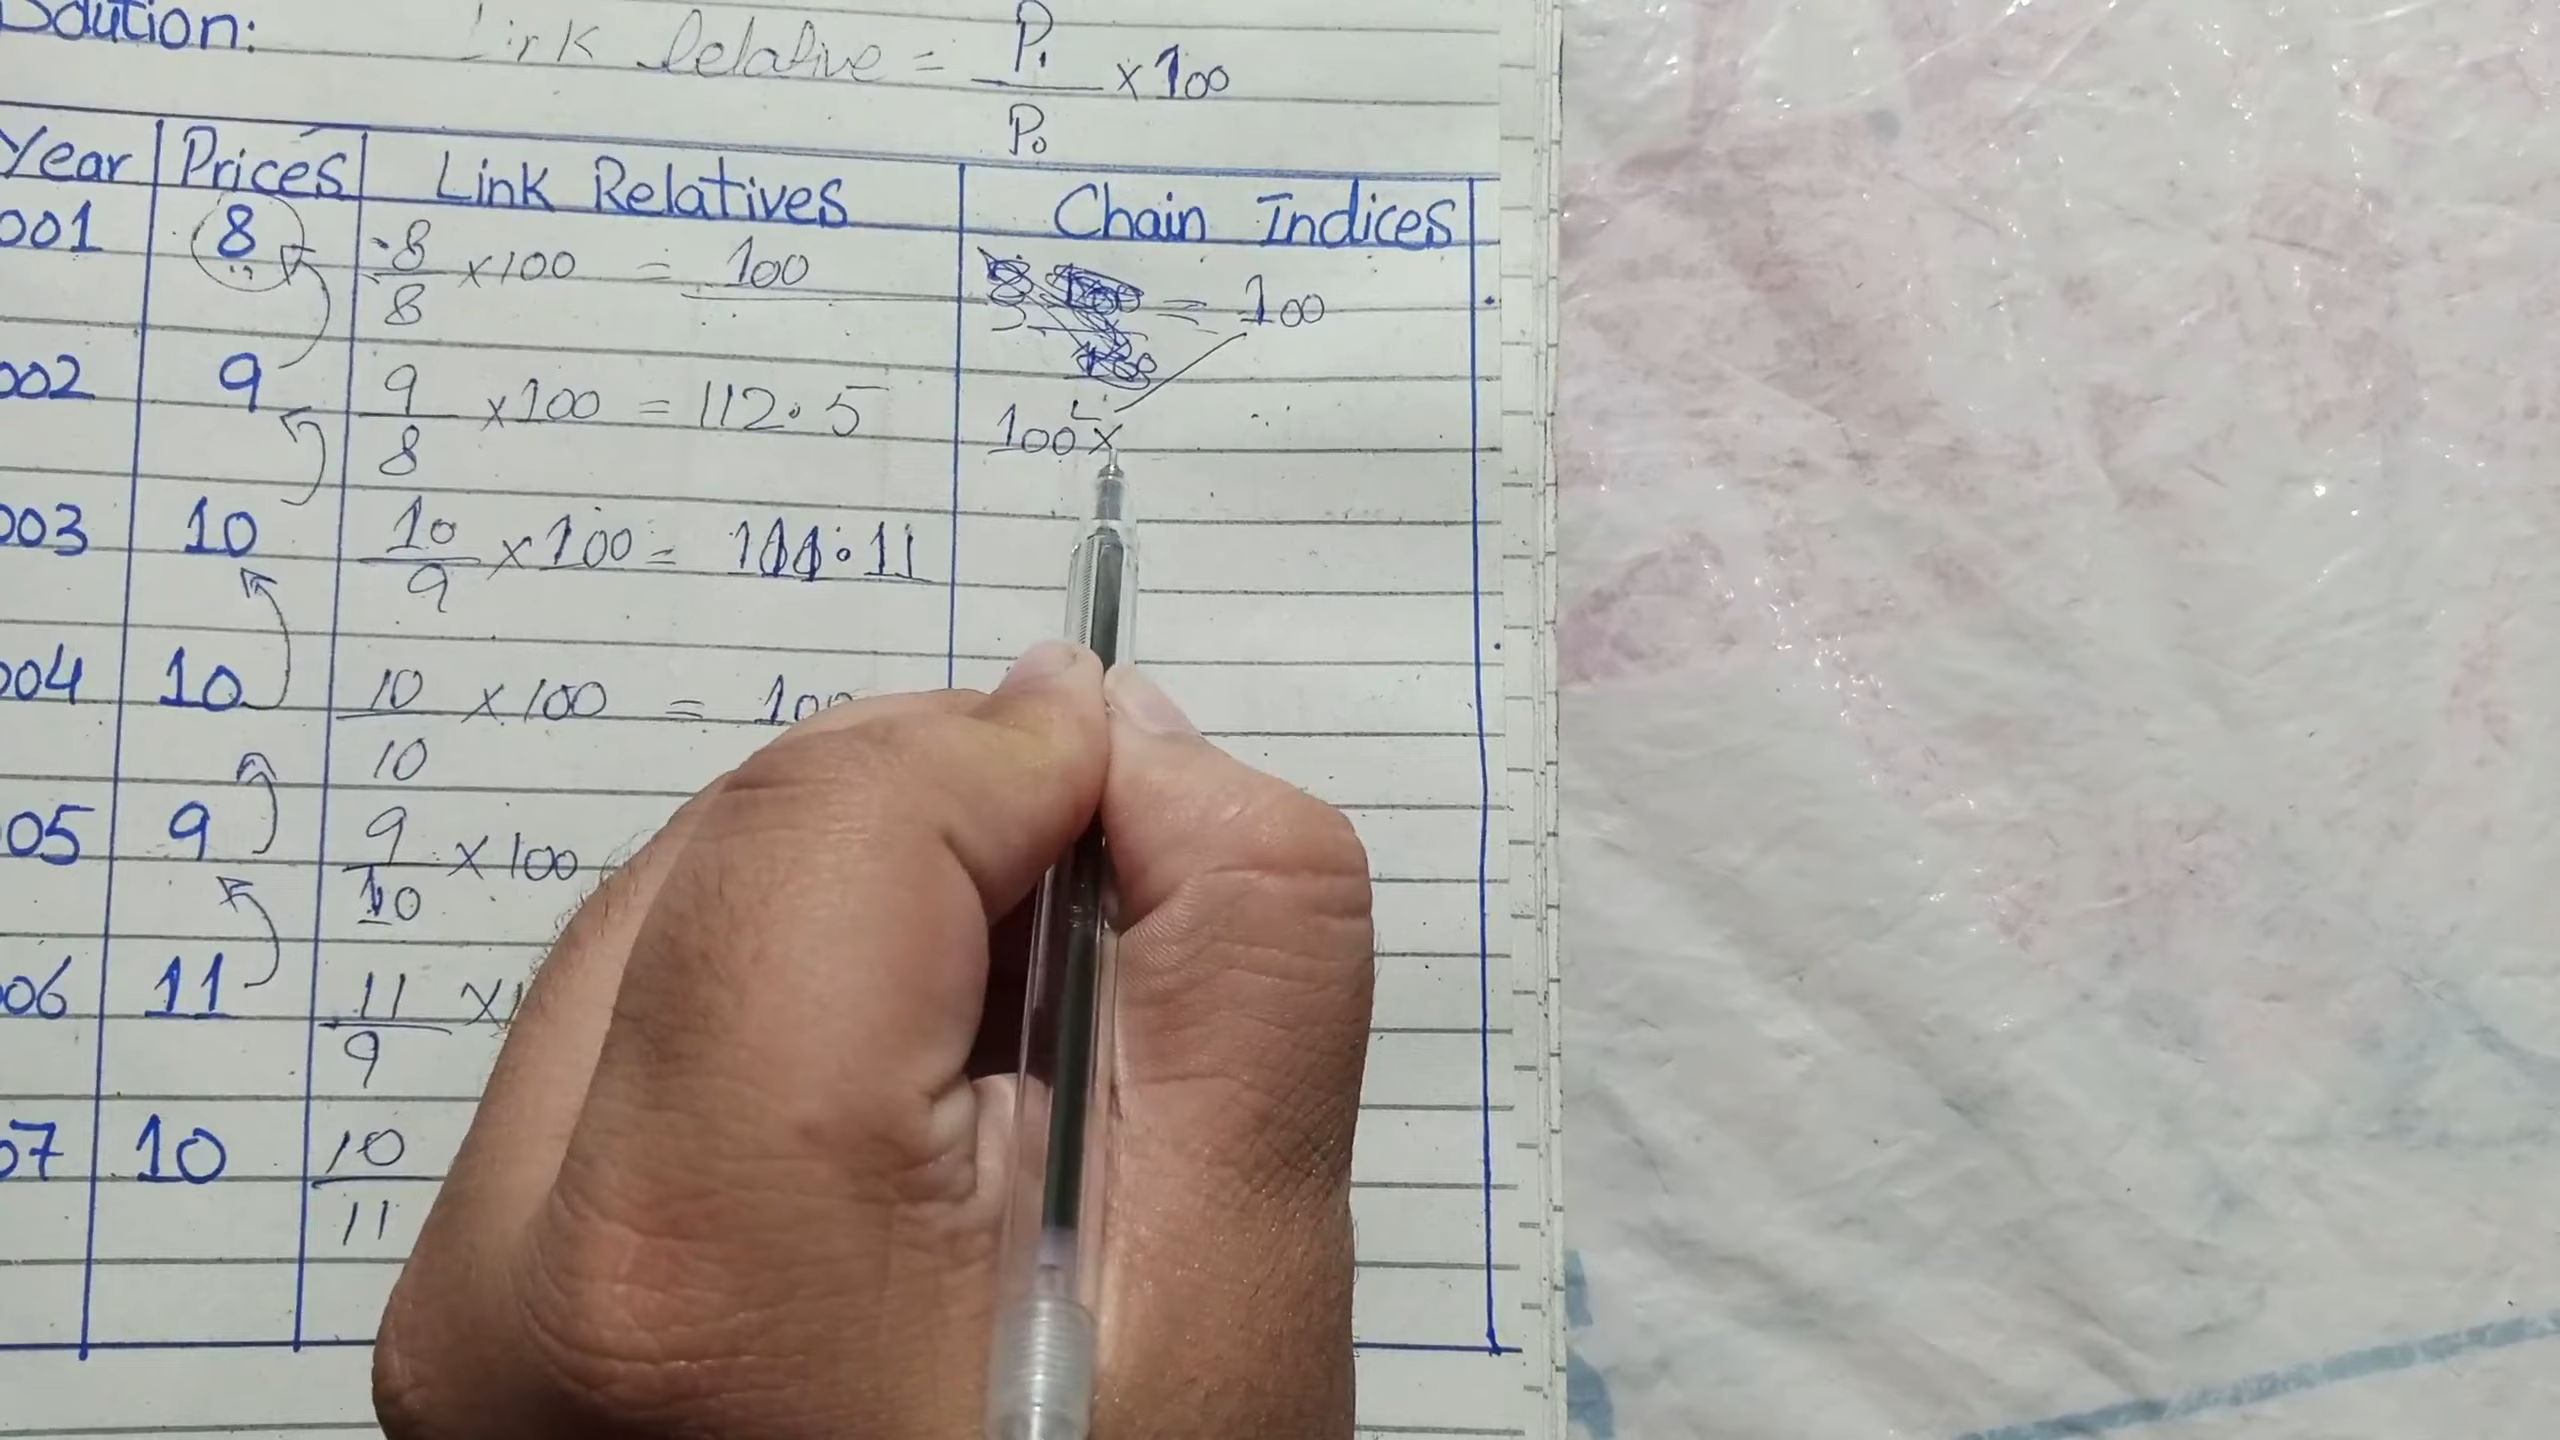 Solution: Link Relative = P₁ / P₀ × 100
Year Prices Link Relatives Chain Indices
001 8 8/8 ×100 = 100 = 100
002 9 9/8 ×100 = 112.5 100×
003 10 10/9 ×100 = 111.11
004 10 10/10 ×100 = 100
05 9 9/10 ×100
06 11 11/9 ×1
07 10 10/11